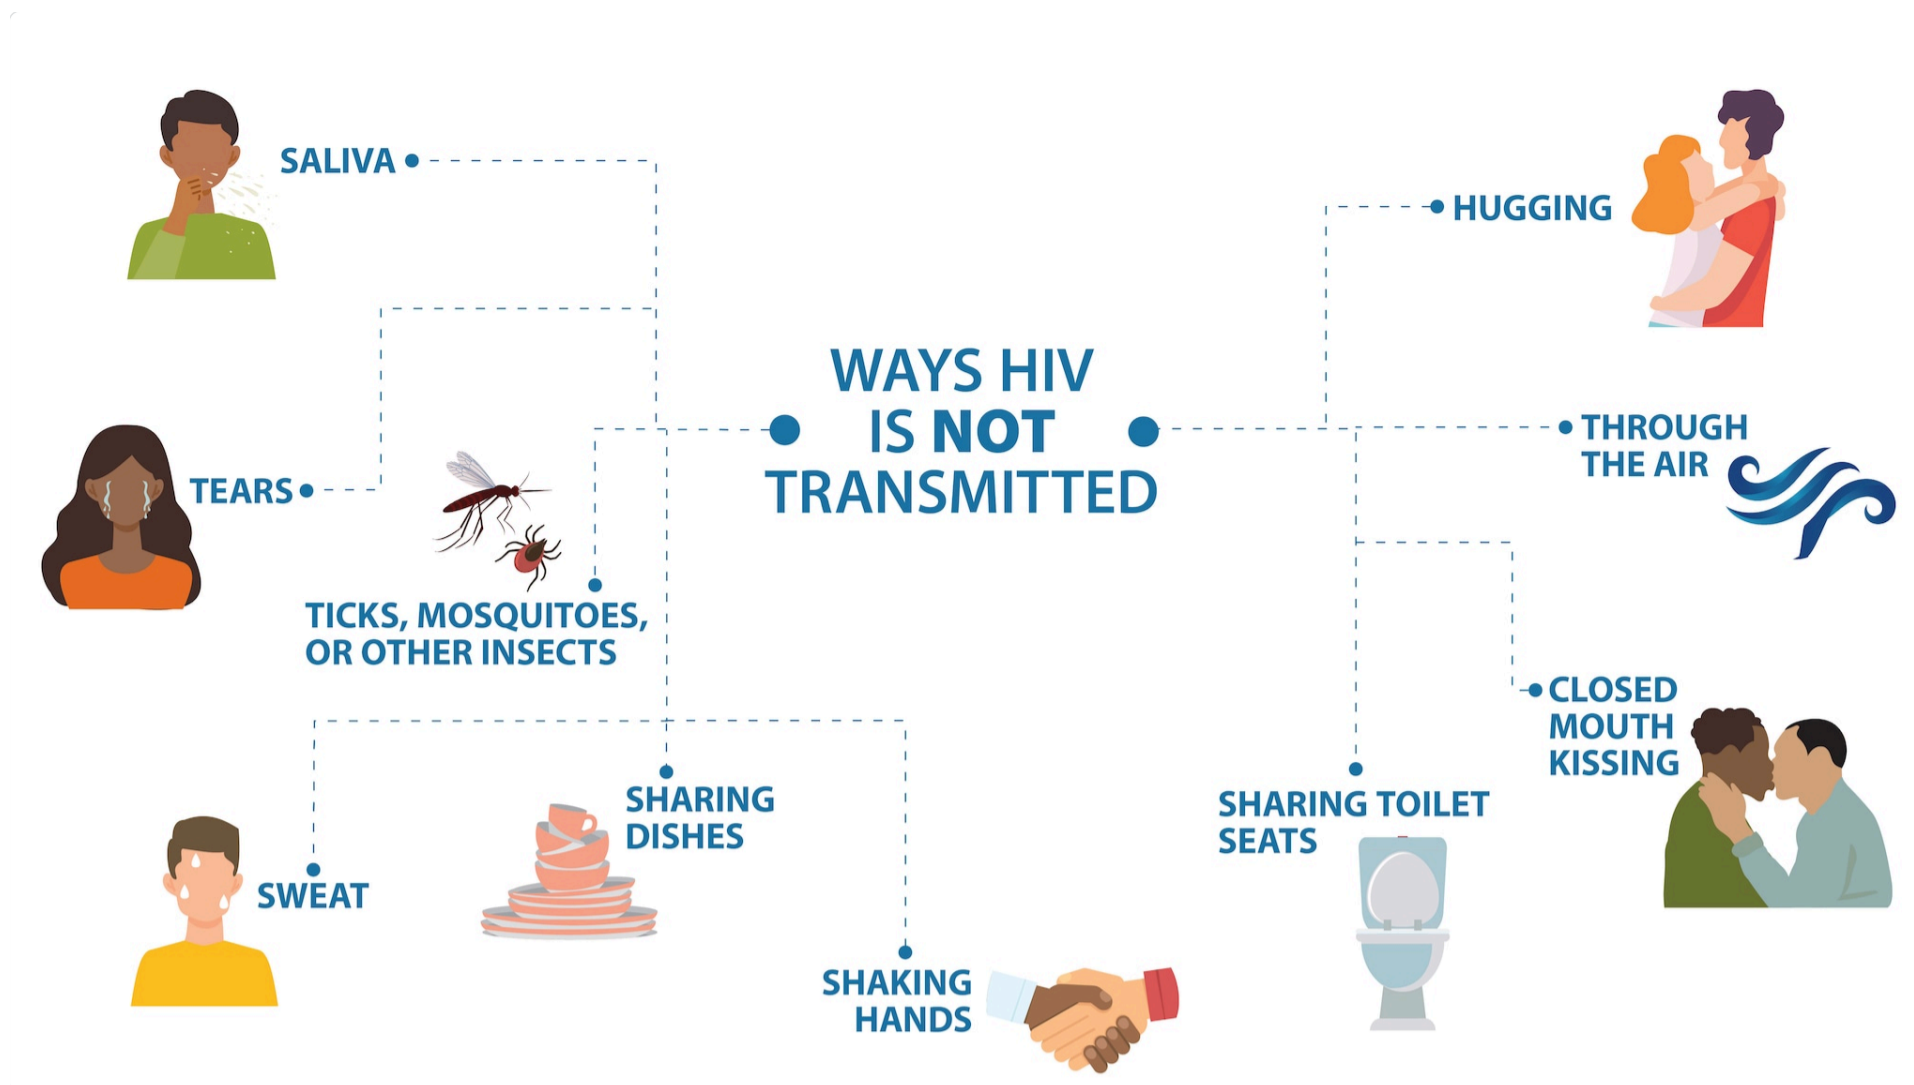 WAYS HIV
IS NOT
TRANSMITTED
SALIVA
TEARS
TICKS, MOSQUITOES,
OR OTHER INSECTS
SWEAT
SHARING
DISHES
SHAKING
HANDS
HUGGING
THROUGH
THE AIR
CLOSED
MOUTH
KISSING
SHARING TOILET
SEATS